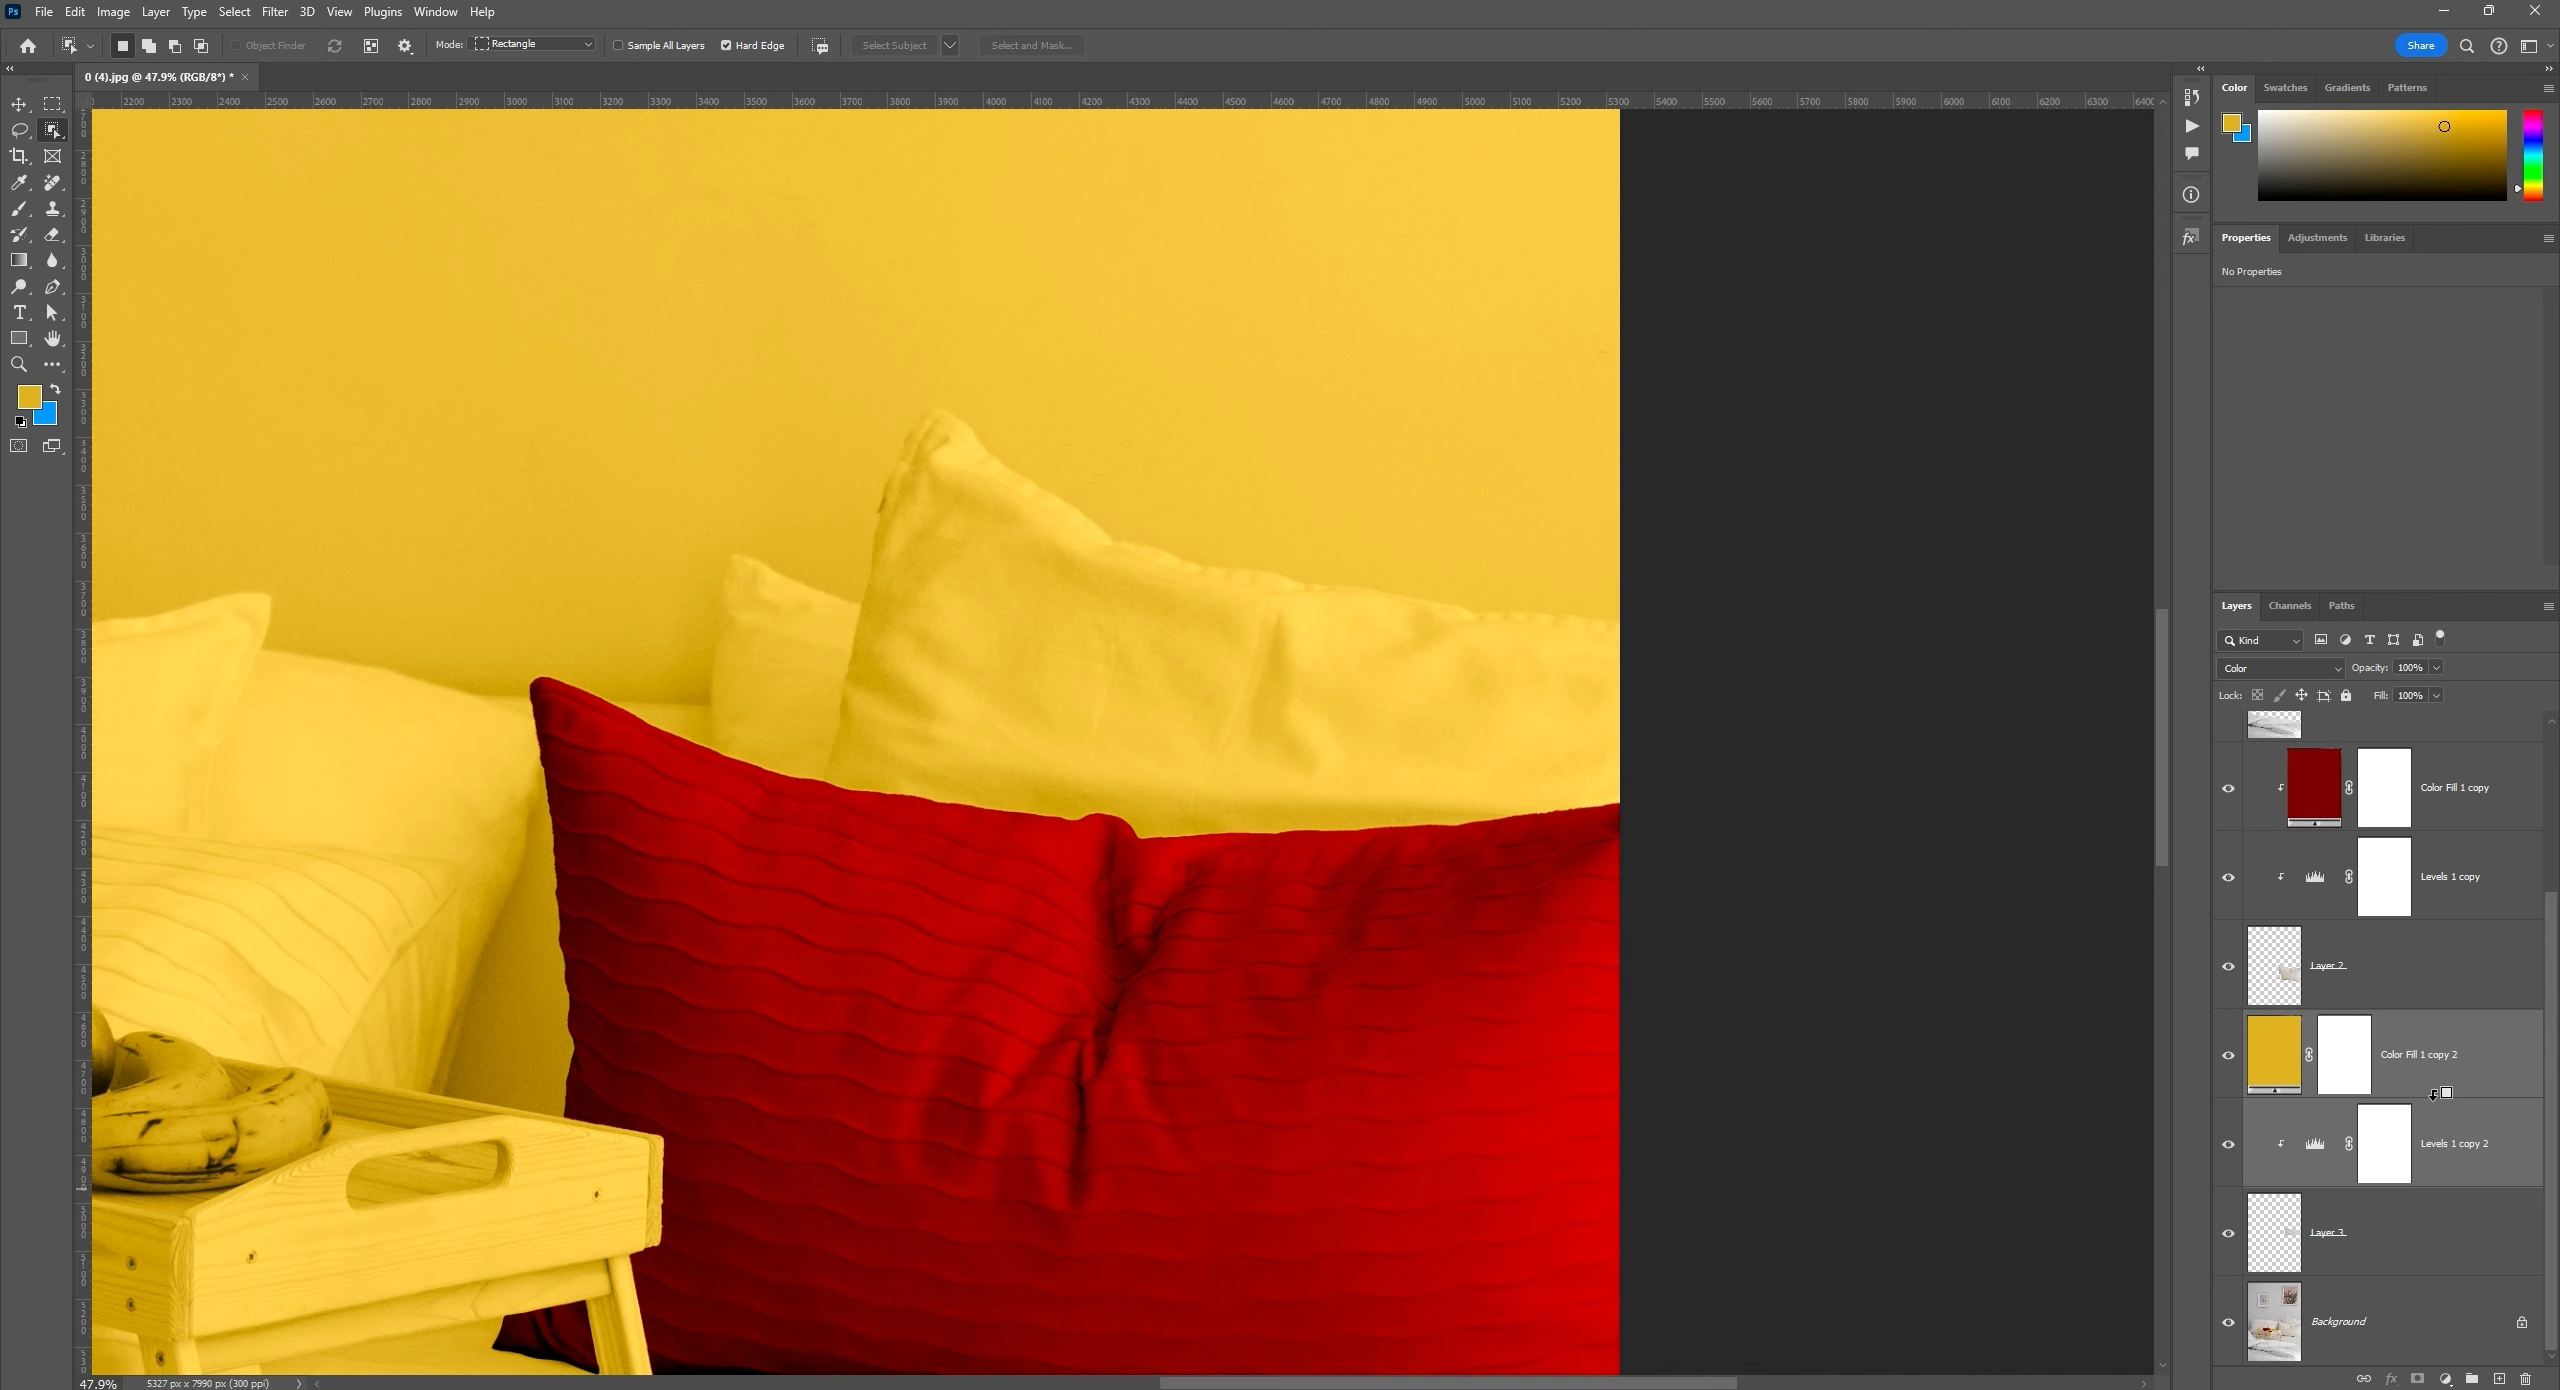 Ps File Edit Image Layer Type Select Filter 3D View Plugins Window Help
Object Finder Mode: Rectangle Sample All Layers Hard Edge Select Subject Select and Mask... Share
0 (4).jpg @ 47.9% (RGB/8*) *
2200 2300 2400 2500 2600 2700 2800 2900 3000 3100 3200 3300 3400 3500 3600 3700 3800 3900 4000 4100 4200 4300 4400 4500 4600 4700 4800 4900 5000 5100 5200 5300 5400 5500 5600 5700 5800 5900 6000 6100 6200 6300
Color Swatches Gradients Patterns
Properties Adjustments Libraries
No Properties
Layers Channels Paths
Kind
Color Opacity: 100%
Lock: Fill: 100%
Color Fill 1 copy
Levels 1 copy
Layer 2
Color Fill 1 copy 2
Levels 1 copy 2
Layer 3
Background
47.9% 5327 px x 7990 px (300 ppi)